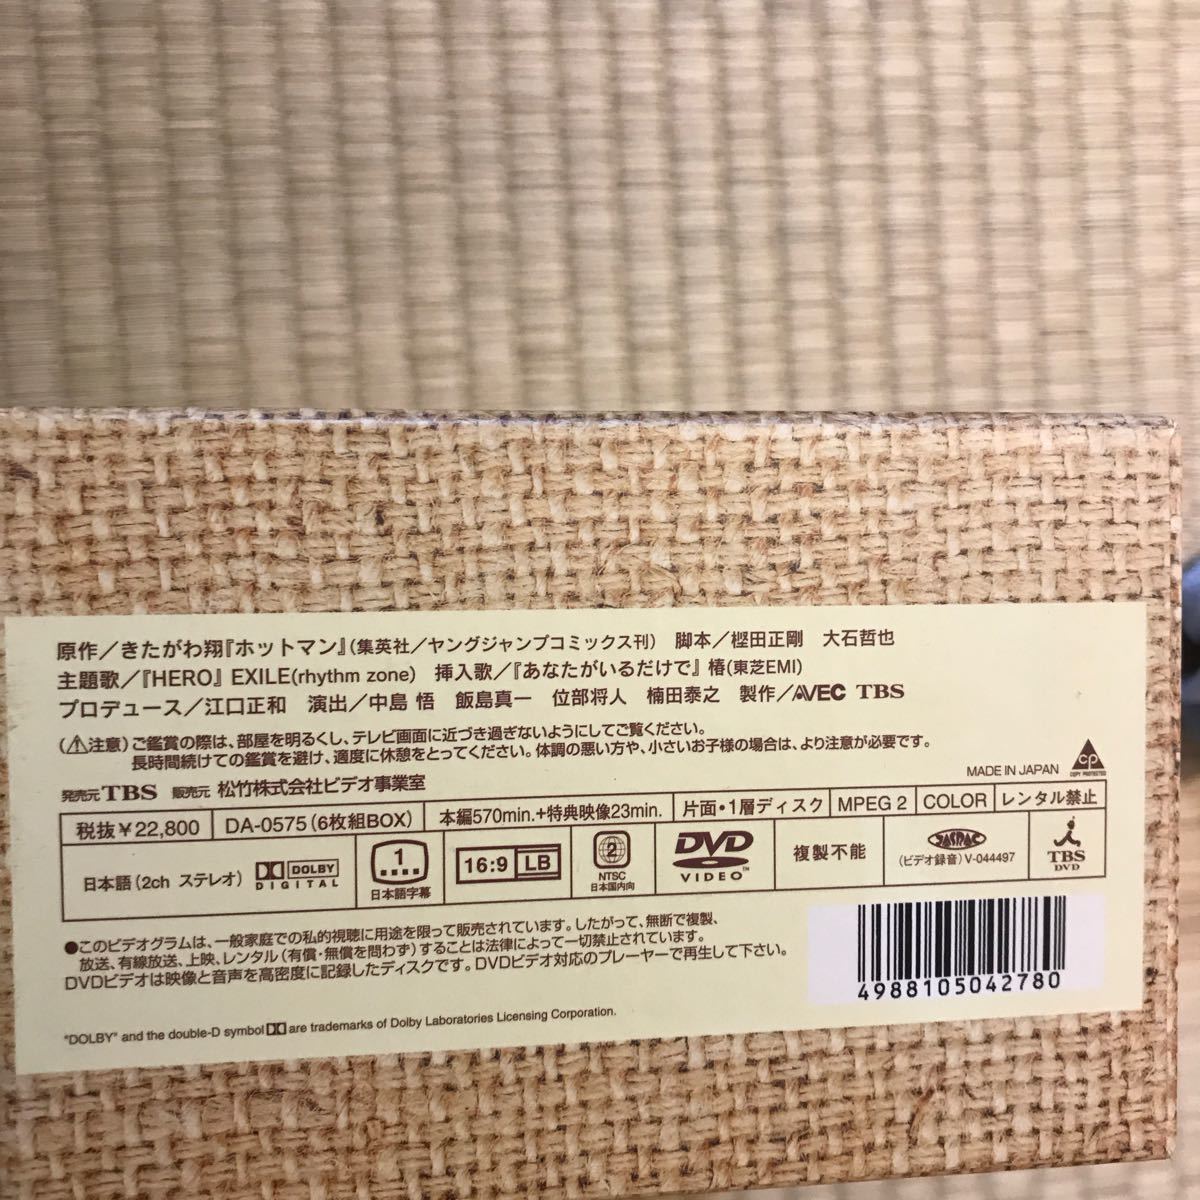 原作／きたがわ翔『ホットマン』(集英社／ヤングジャンプコミックス刊)　脚本／樫田正剛　大石哲也
主題歌／『HERO』 EXILE(rhythm zone)　挿入歌／『あなたがいるだけで』 椿(東芝EMI)
プロデュース／江口正和　演出／中島 悟　飯島真一　位部将人　楠田泰之　製作／AVEC TBS
(⚠注意) ご鑑賞の際は、部屋を明るくし、テレビ画面に近づき過ぎないようにしてご覧ください。
長時間続けての鑑賞を避け、適度に休憩をとってください。体調の悪い方や、小さいお子様の場合は、より注意が必要です。
発売元 TBS　販売元 松竹株式会社ビデオ事業室
MADE IN JAPAN
CP
COPY PROTECTED
税抜￥22,800　DA-0575 (6枚組BOX)　本編570min.+特典映像23min.　片面・1層ディスク　MPEG 2　COLOR　レンタル禁止
日本語 (2ch ステレオ)
DOLBY
DIGITAL
1
日本語字幕
16:9 LB
2
NTSC
日本国内向
DVD
VIDEO™
複製不能
JASRAC
(ビデオ録音) V-044497
TBS
DVD
●このビデオグラムは、一般家庭での私的視聴に用途を限って販売されています。したがって、無断で複製、
放送、有線放送、上映、レンタル (有償・無償を問わず) することは法律によって一切禁止されています。
DVDビデオは映像と音声を高密度に記録したディスクです。DVDビデオ対応のプレーヤーで再生して下さい。
4988105042780
"DOLBY" and the double-D symbol are trademarks of Dolby Laboratories Licensing Corporation.